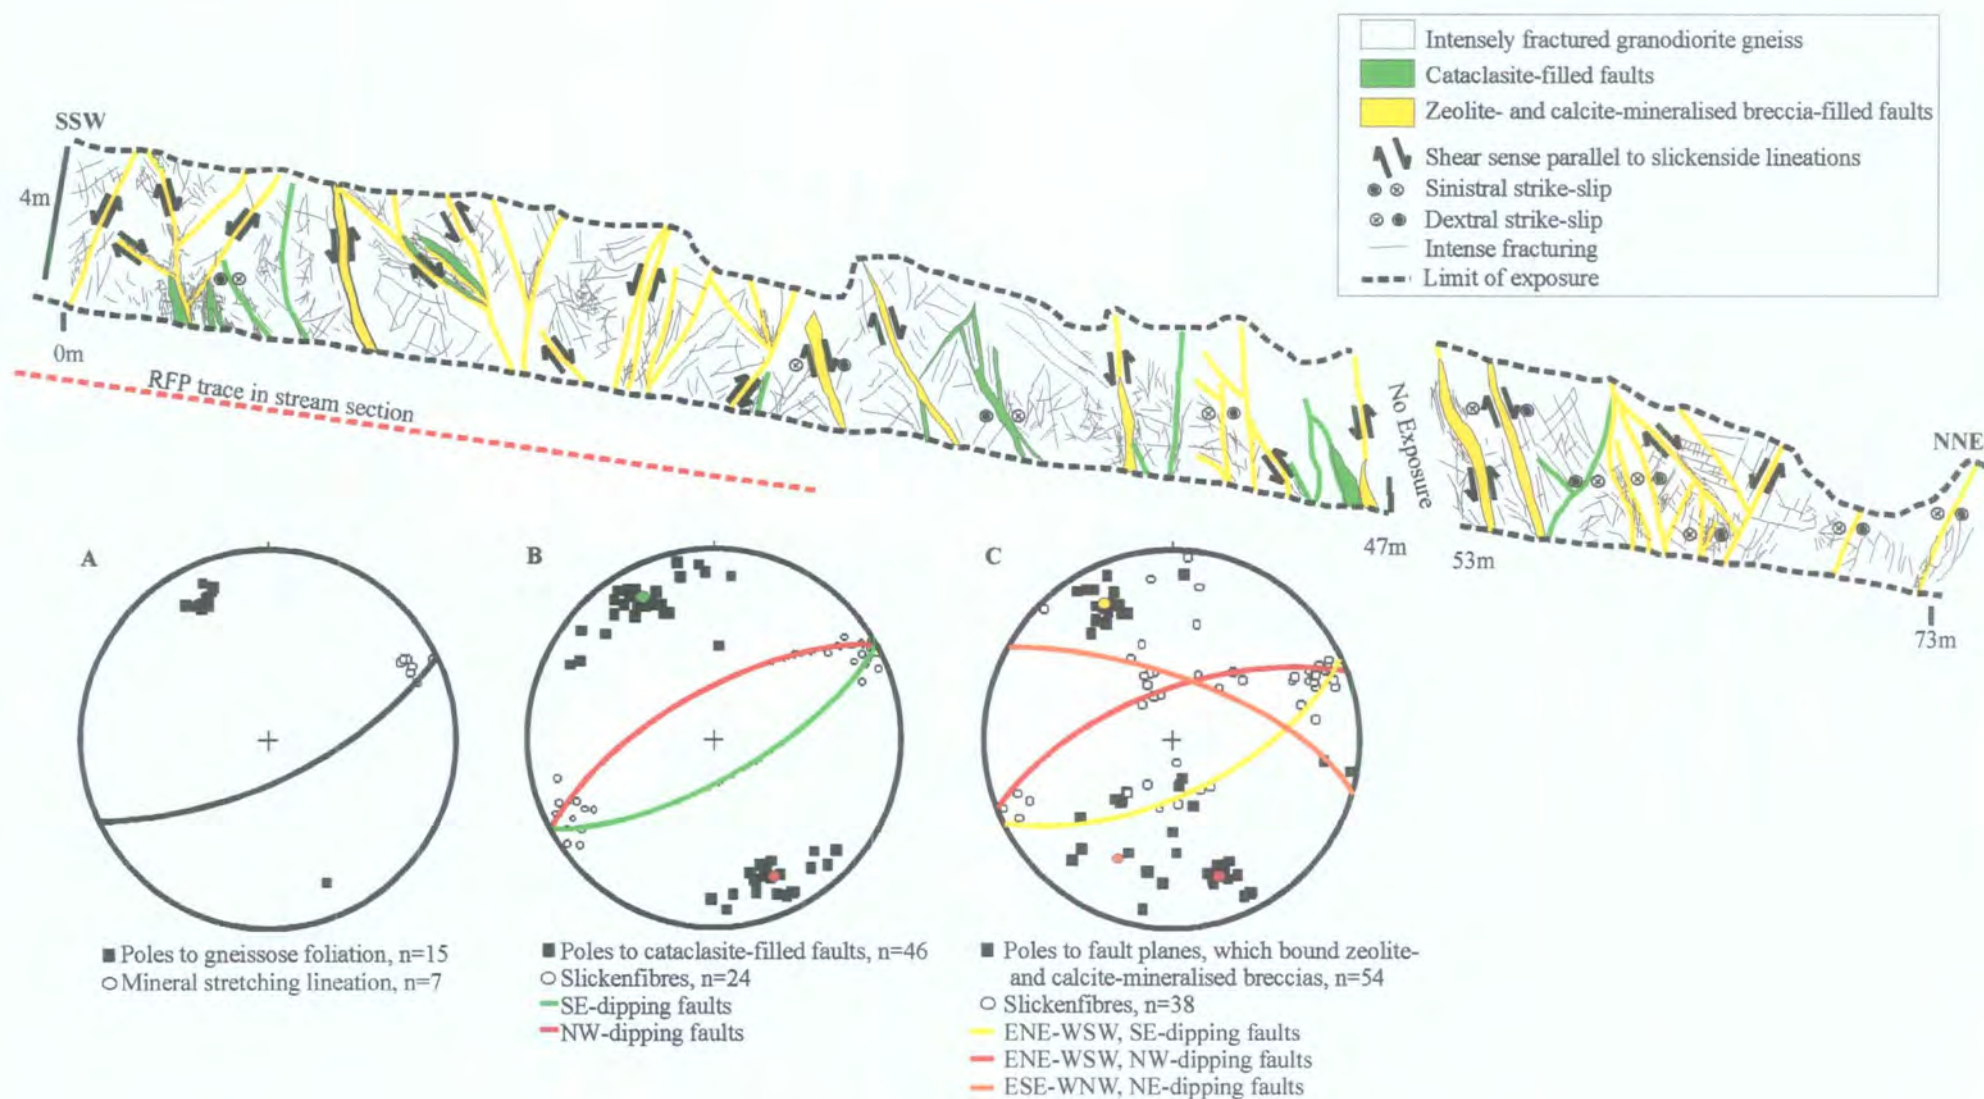 Intensely fractured granodiorite gneiss
Cataclasite-filled faults
Zeolite- and calcite-mineralised breccia-filled faults
Shear sense parallel to slickenside lineations
Sinistral strike-slip
Dextral strike-slip
Intense fracturing
Limit of exposure
SSW
4m
0m
RFP trace in stream section
No Exposure
NNE
47m
53m
73m
A
B
C
Poles to gneissose foliation, n=15
Mineral stretching lineation, n=7
Poles to cataclasite-filled faults, n=46
Slickenfibres, n=24
SE-dipping faults
NW-dipping faults
Poles to fault planes, which bound zeolite-
and calcite-mineralised breccias, n=54
Slickenfibres, n=38
ENE-WSW, SE-dipping faults
ENE-WSW, NW-dipping faults
ESE-WNW, NE-dipping faults